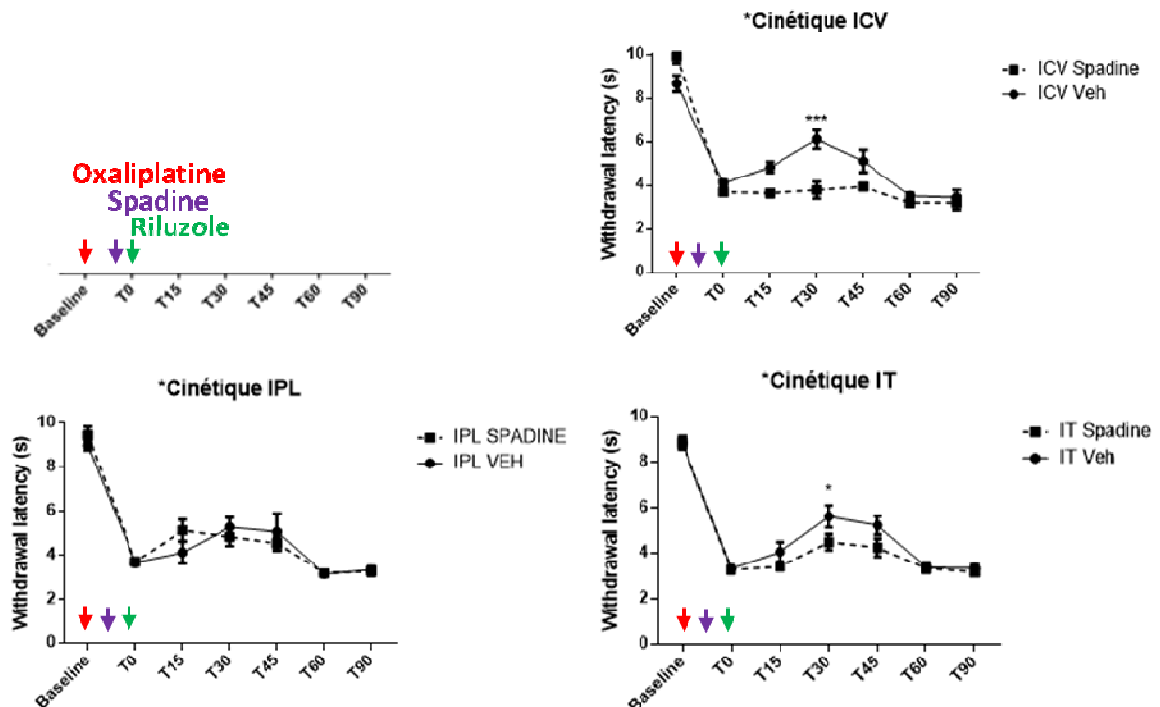 Oxaliplatine
Spadine
Riluzole
Baseline
T0
T15
T30
T45
T60
T90
*Cinétique ICV
Withdrawal latency (s)
10
8
6
4
2
0
***
ICV Spadine
ICV Veh
Baseline
T0
T15
T30
T45
T60
T90
*Cinétique IPL
Withdrawal latency (s)
10
8
6
4
2
0
IPL SPADINE
IPL VEH
Baseline
T0
T15
T30
T45
T60
T90
*Cinétique IT
Withdrawal latency (s)
10
8
6
4
2
0
*
IT Spadine
IT Veh
Baseline
T0
T15
T30
T45
T60
T90